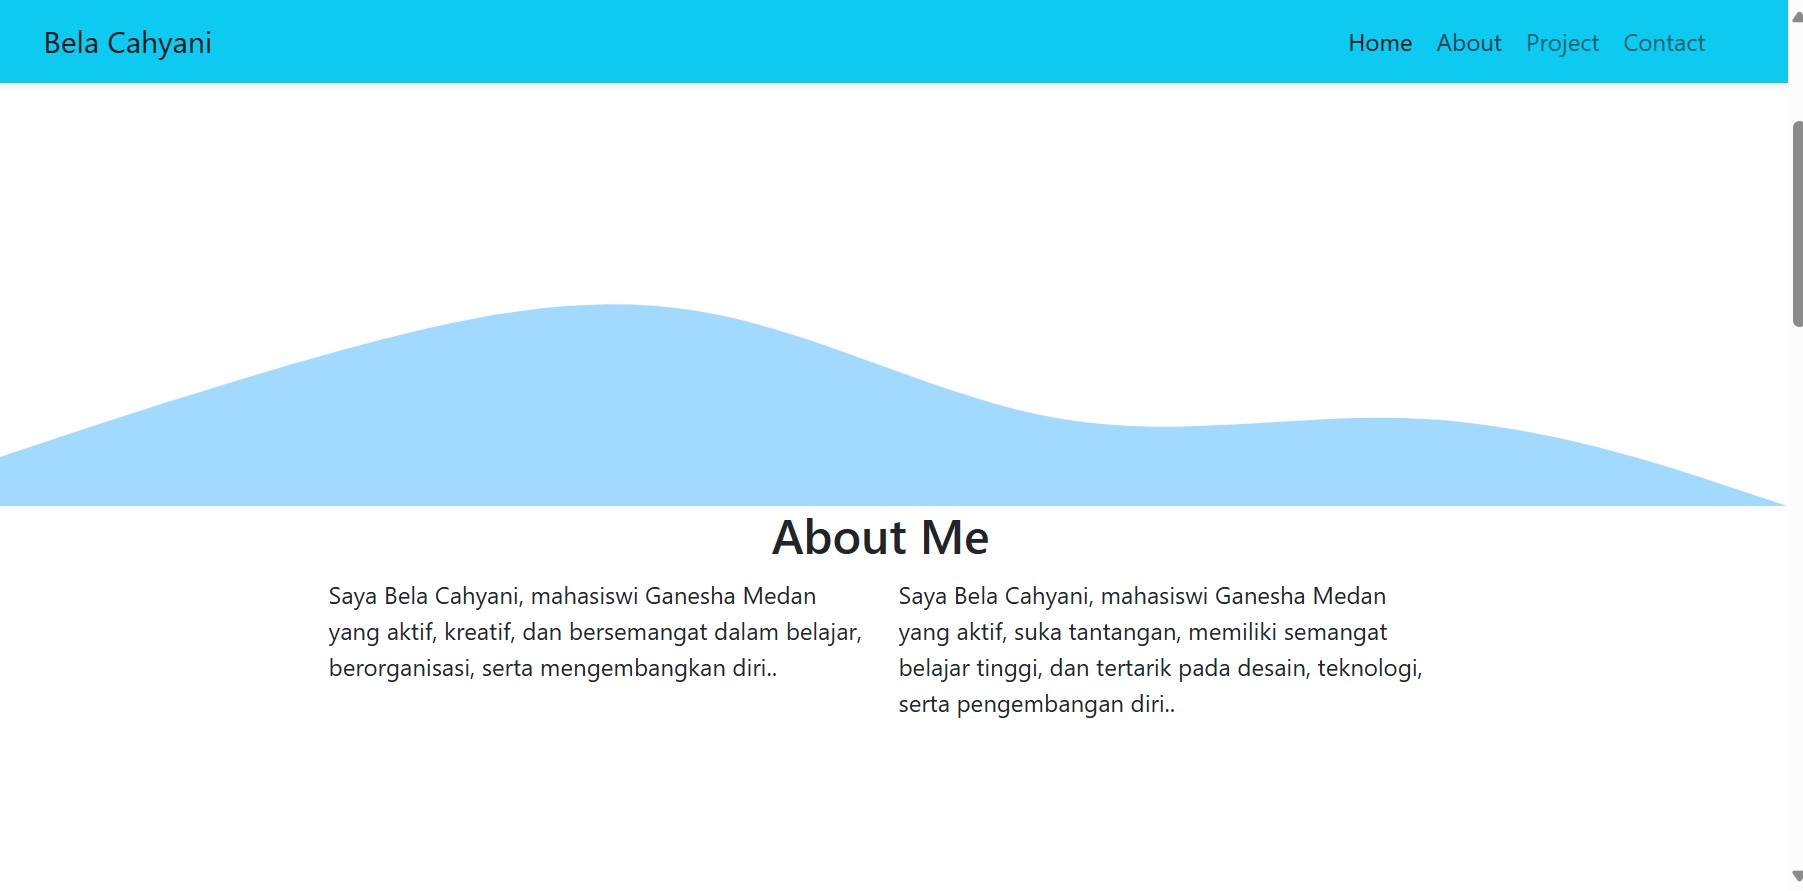 Bela Cahyani
Home About Project Contact
About Me
Saya Bela Cahyani, mahasiswi Ganesha Medan
yang aktif, kreatif, dan bersemangat dalam belajar,
berorganisasi, serta mengembangkan diri..
Saya Bela Cahyani, mahasiswi Ganesha Medan
yang aktif, suka tantangan, memiliki semangat
belajar tinggi, dan tertarik pada desain, teknologi,
serta pengembangan diri..